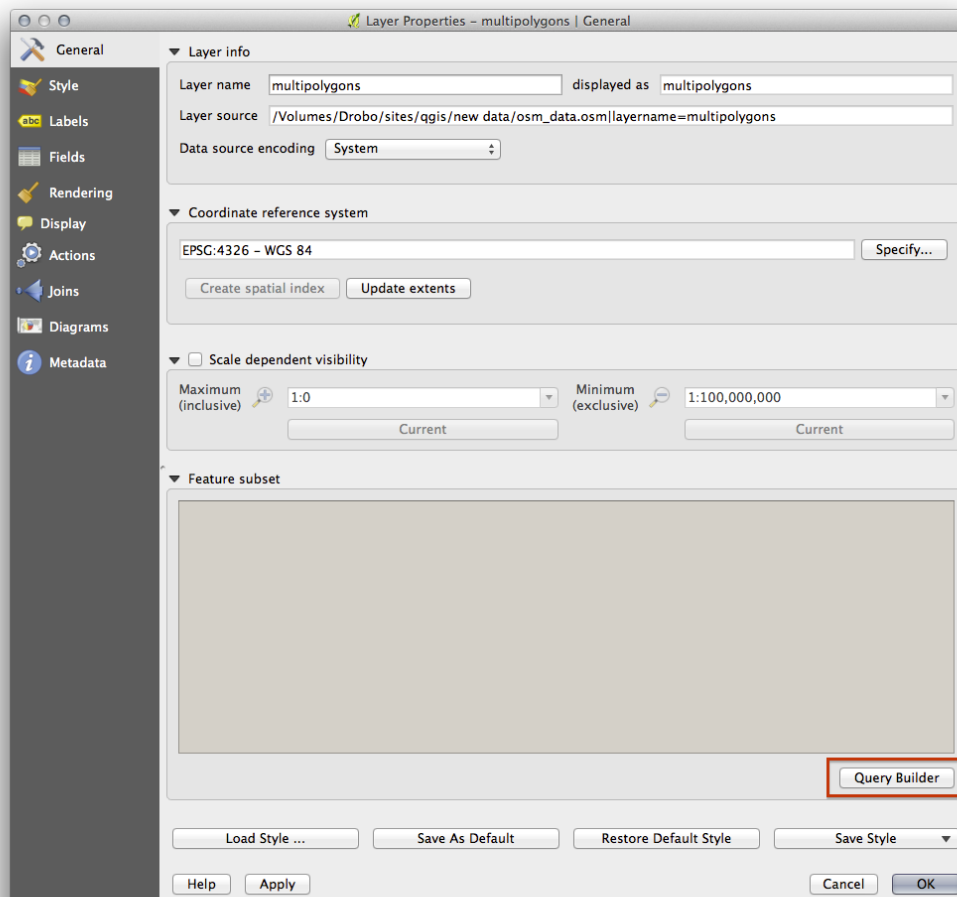 Layer Properties – multipolygons | General
General
Style
abc Labels
Fields
Rendering
Display
Actions
Joins
Diagrams
i Metadata
Layer info
Layer name multipolygons displayed as multipolygons
Layer source /Volumes/Drobo/sites/qgis/new data/osm_data.osm|layername=multipolygons
Data source encoding System
Coordinate reference system
EPSG:4326 – WGS 84 Specify...
Create spatial index Update extents
Scale dependent visibility
Maximum (inclusive) 1:0 Minimum (exclusive) 1:100,000,000
Current Current
Feature subset
Query Builder
Load Style ... Save As Default Restore Default Style Save Style
Help Apply Cancel OK